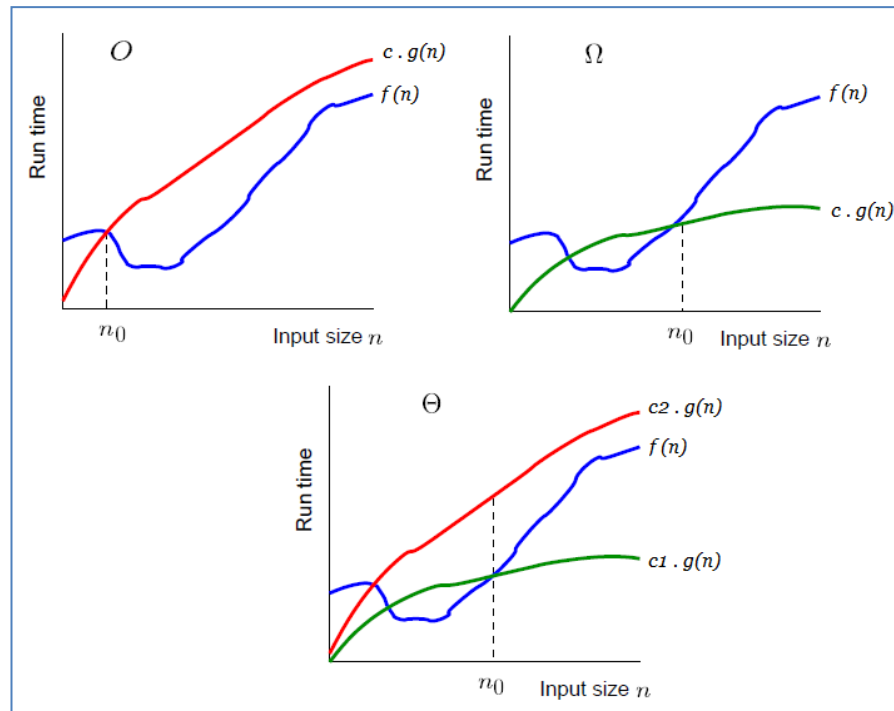 O
c . g(n)
f(n)
Run time
n₀
Input size n
Ω
f(n)
c . g(n)
Run time
n₀
Input size n
Θ
c2 . g(n)
f(n)
Run time
c1 . g(n)
n₀
Input size n